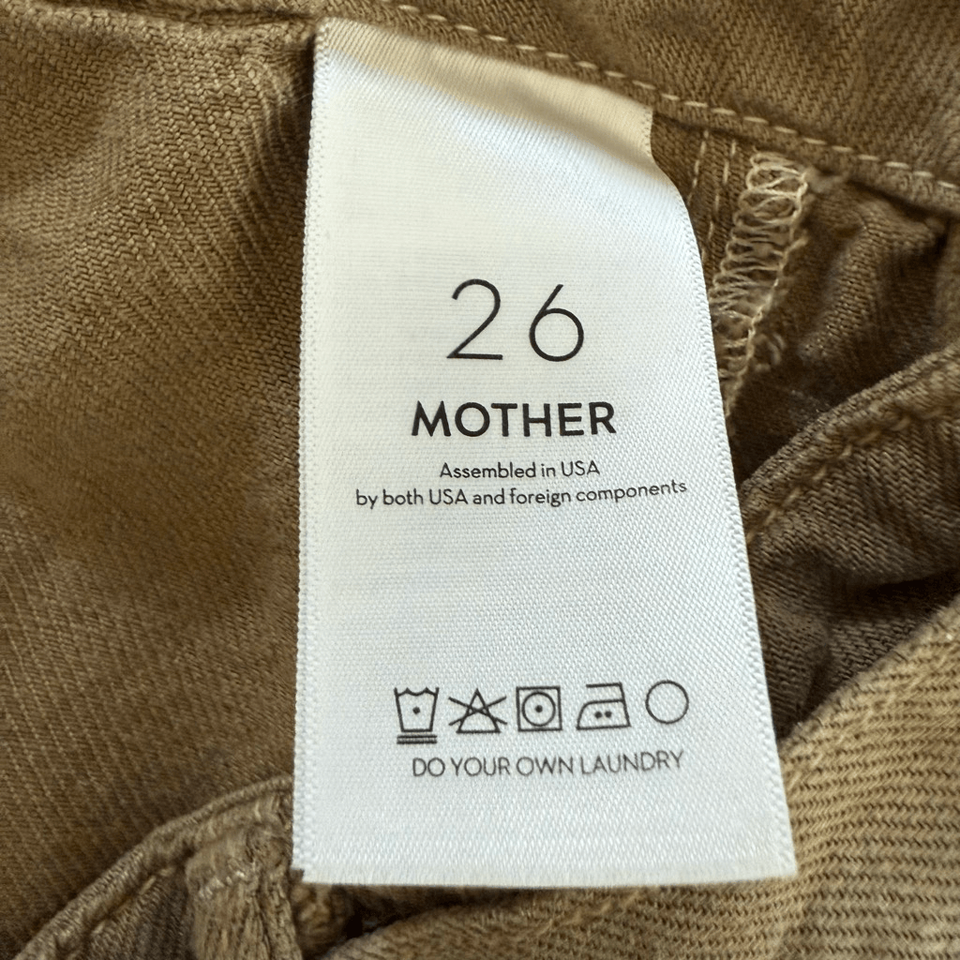 26
MOTHER
Assembled in USA
by both USA and foreign components
DO YOUR OWN LAUNDRY